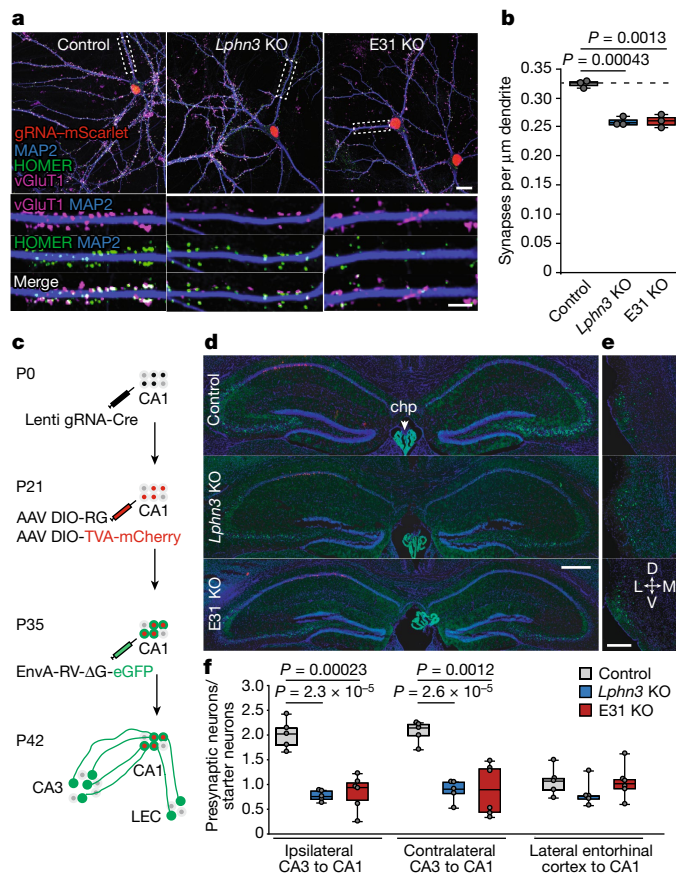 a
Control
Lphn3 KO
E31 KO
gRNA–mScarlet
MAP2
HOMER
vGluT1
vGluT1 MAP2
HOMER MAP2
Merge
b
P = 0.0013
P = 0.00043
0.35
0.30
0.25
0.20
0.15
0.10
0.05
0
Synapses per μm dendrite
Control
Lphn3 KO
E31 KO
c
P0
CA1
Lenti gRNA-Cre
P21
CA1
AAV DIO-RG
AAV DIO-TVA-mCherry
P35
CA1
EnvA-RV-ΔG-eGFP
P42
CA1
CA3
LEC
d
Control
chp
Lphn3 KO
E31 KO
e
D
L M
V
f
P = 0.00023
P = 2.3 × 10⁻⁵
P = 0.0012
P = 2.6 × 10⁻⁵
Control
Lphn3 KO
E31 KO
Presynaptic neurons/
starter neurons
3.0
2.5
2.0
1.5
1.0
0.5
0
Ipsilateral
CA3 to CA1
Contralateral
CA3 to CA1
Lateral entorhinal
cortex to CA1